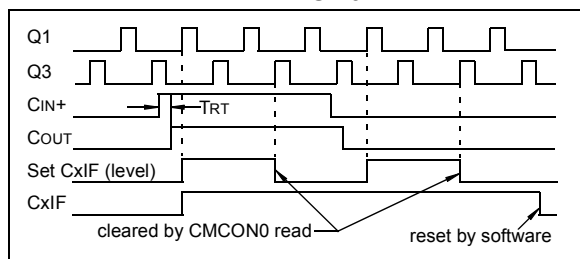 Q1
Q3
CIN+
TRT
COUT
Set CxIF (level)
CxIF
cleared by CMCON0 read
reset by software